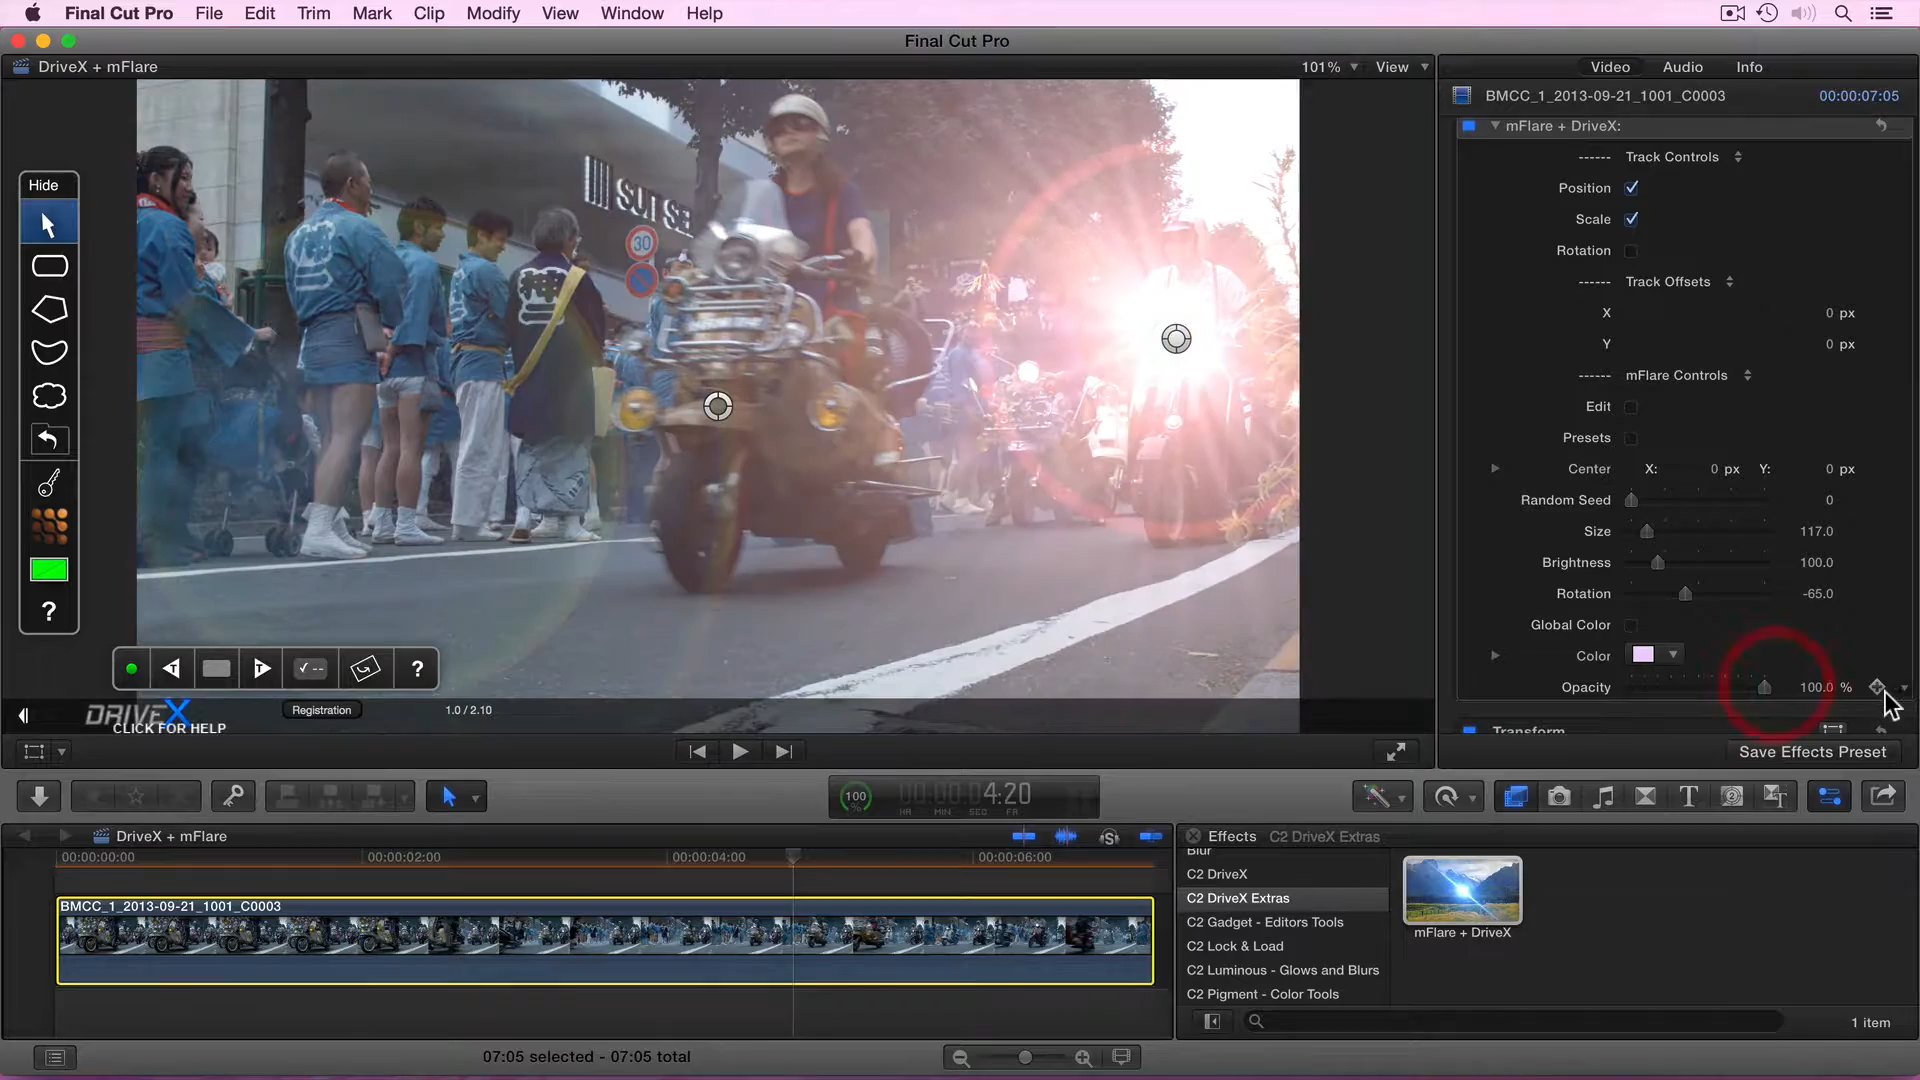 Final Cut Pro File Edit Trim Mark Clip Modify View Window Help
Final Cut Pro
DriveX + mFlare
101% View
Video Audio Info
BMCC_1_2013-09-21_1001_C0003 00:00:07:05
mFlare + DriveX:
------ Track Controls
Position
Scale
Rotation
------ Track Offsets
X 0 px
Y 0 px
------ mFlare Controls
Edit
Presets
Center X: 0 px Y: 0 px
Random Seed 0
Size 117.0
Brightness 100.0
Rotation -65.0
Global Color
Color
Opacity 100.0 %
Transform
Save Effects Preset
Hide
?
30
T T ✓ -- ?
DRIVEX
CLICK FOR HELP
Registration
1.0 / 2.10
100 %
4:20
HR MIN SEC FR
DriveX + mFlare
00:00:00:00 00:00:02:00 00:00:04:00 00:00:06:00
BMCC_1_2013-09-21_1001_C0003
Effects C2 DriveX Extras
Blur
C2 DriveX
C2 DriveX Extras
C2 Gadget - Editors Tools
C2 Lock & Load
C2 Luminous - Glows and Blurs
C2 Pigment - Color Tools
mFlare + DriveX
1 item
07:05 selected - 07:05 total